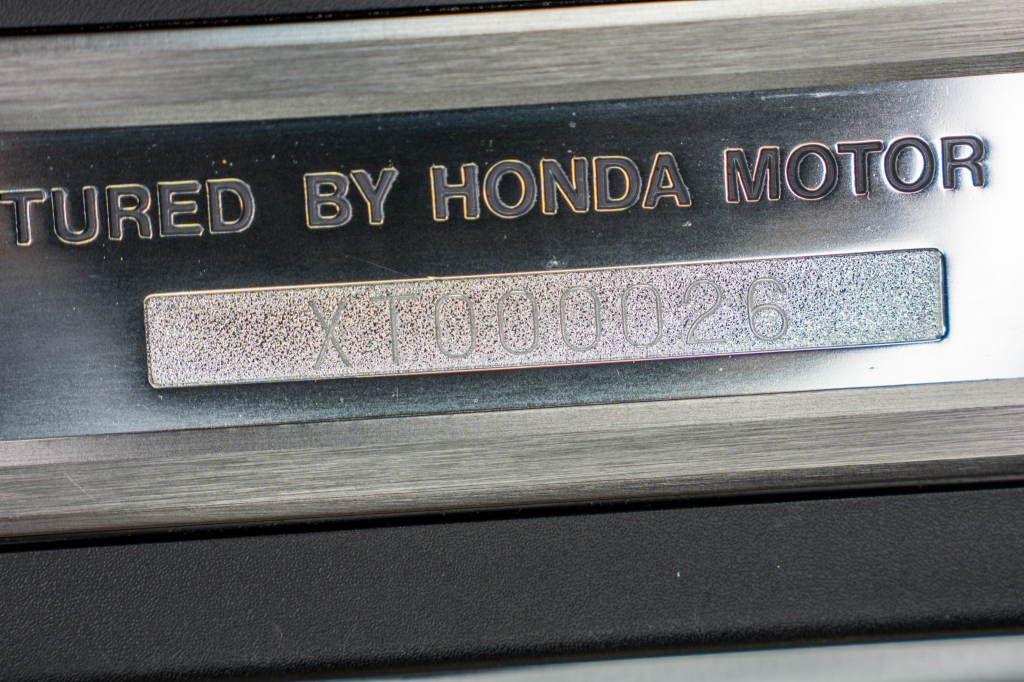 TURED BY HONDA MOTOR
XT000026